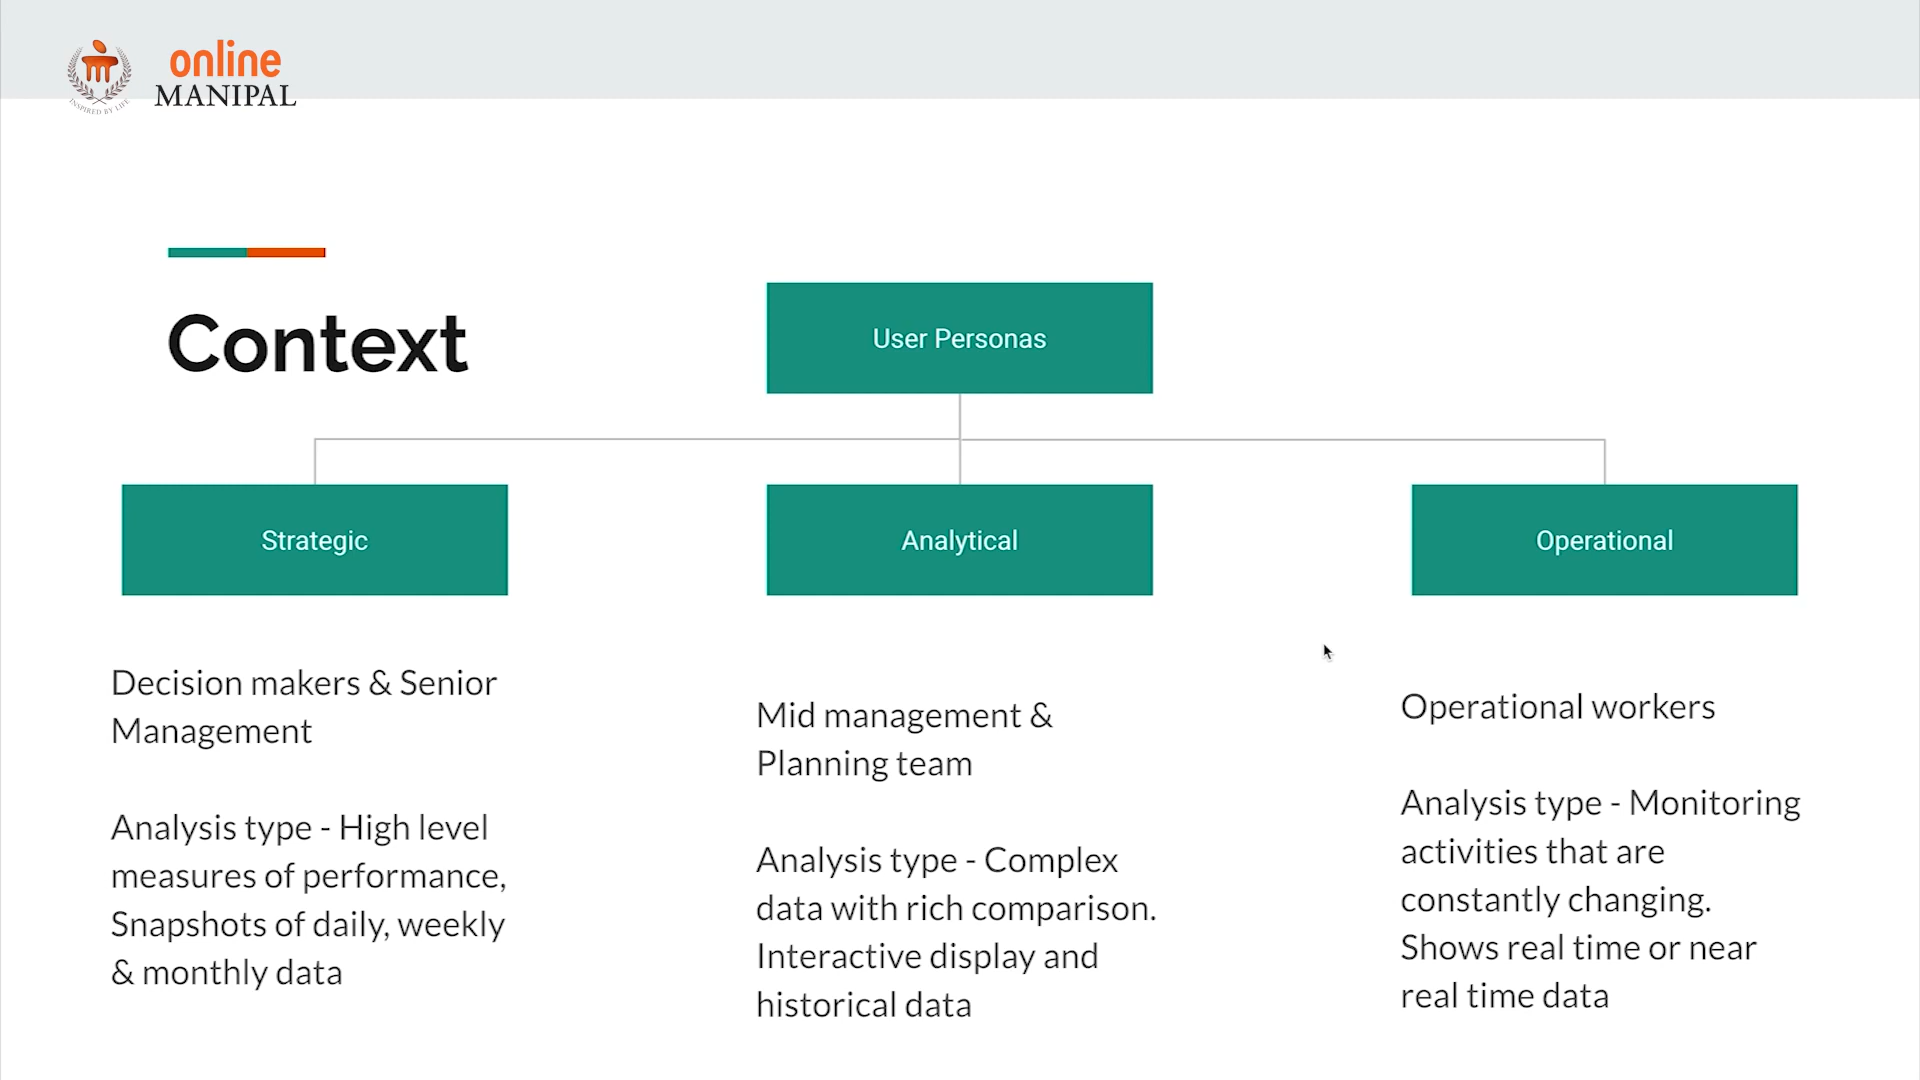 INSPIRED BY LIFE
online
MANIPAL
Context
User Personas
Strategic
Analytical
Operational
Decision makers & Senior
Management
Analysis type - High level
measures of performance,
Snapshots of daily, weekly
& monthly data
Mid management &
Planning team
Analysis type - Complex
data with rich comparison.
Interactive display and
historical data
Operational workers
Analysis type - Monitoring
activities that are
constantly changing.
Shows real time or near
real time data